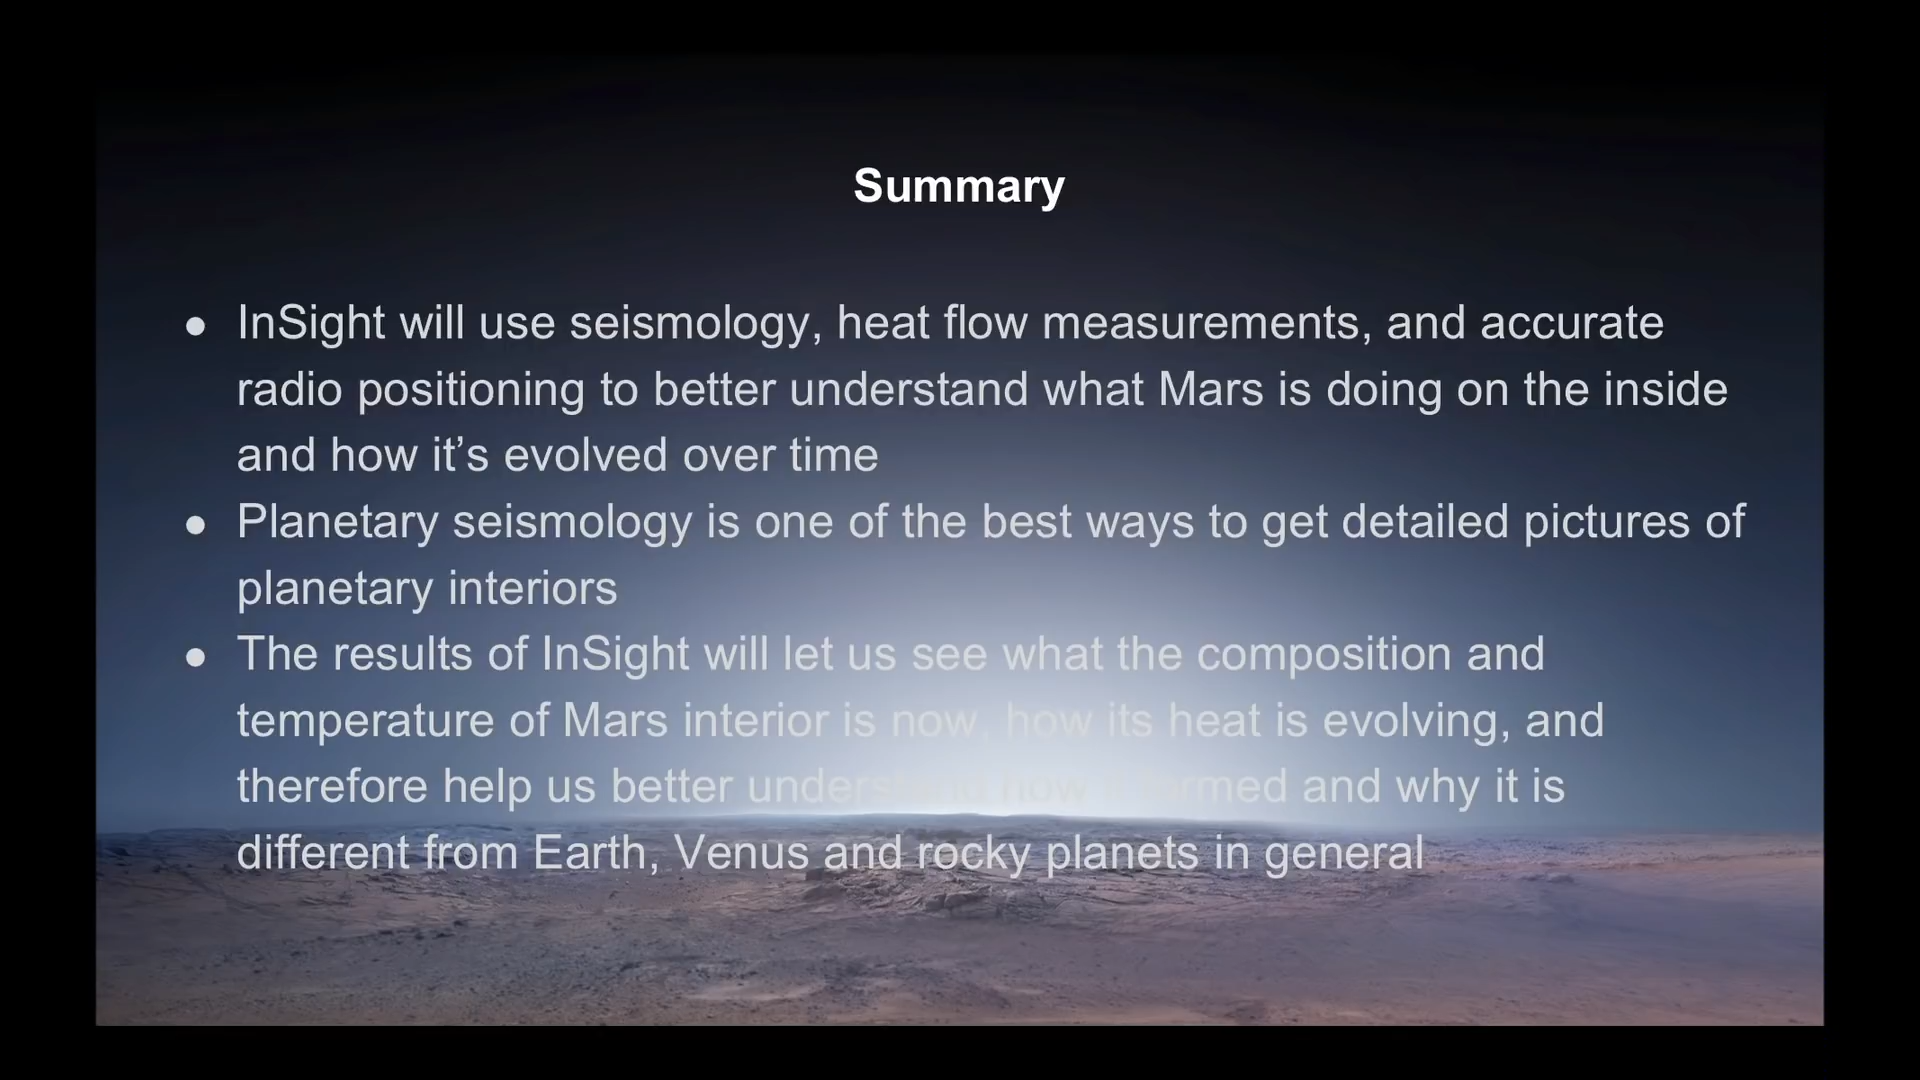 Summary
● InSight will use seismology, heat flow measurements, and accurate
radio positioning to better understand what Mars is doing on the inside
and how it’s evolved over time
● Planetary seismology is one of the best ways to get detailed pictures of
planetary interiors
● The results of InSight will let us see what the composition and
temperature of Mars interior is now, how its heat is evolving, and
therefore help us better understand how it formed and why it is
different from Earth, Venus and rocky planets in general